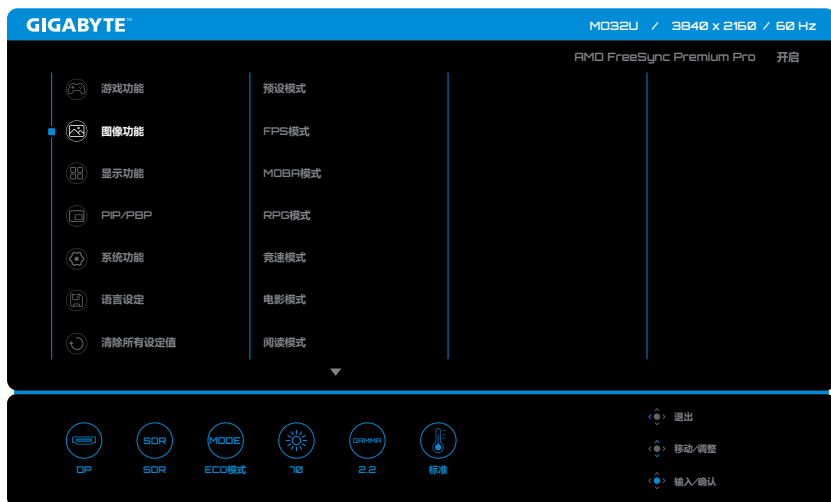 GIGABYTE™
MO32U / 3840 x 2160 / 60 Hz
AMD FreeSync Premium Pro 开启
游戏功能 预设模式
图像功能 FPS模式
显示功能 MOBA模式
PIP/PBP RPG模式
系统功能 竞速模式
语言设定 电影模式
清除所有设定值 阅读模式
退出
SDR MODE GAMMA
移动/调整
DP SDR ECO模式 70 2.2 标准
输入/确认